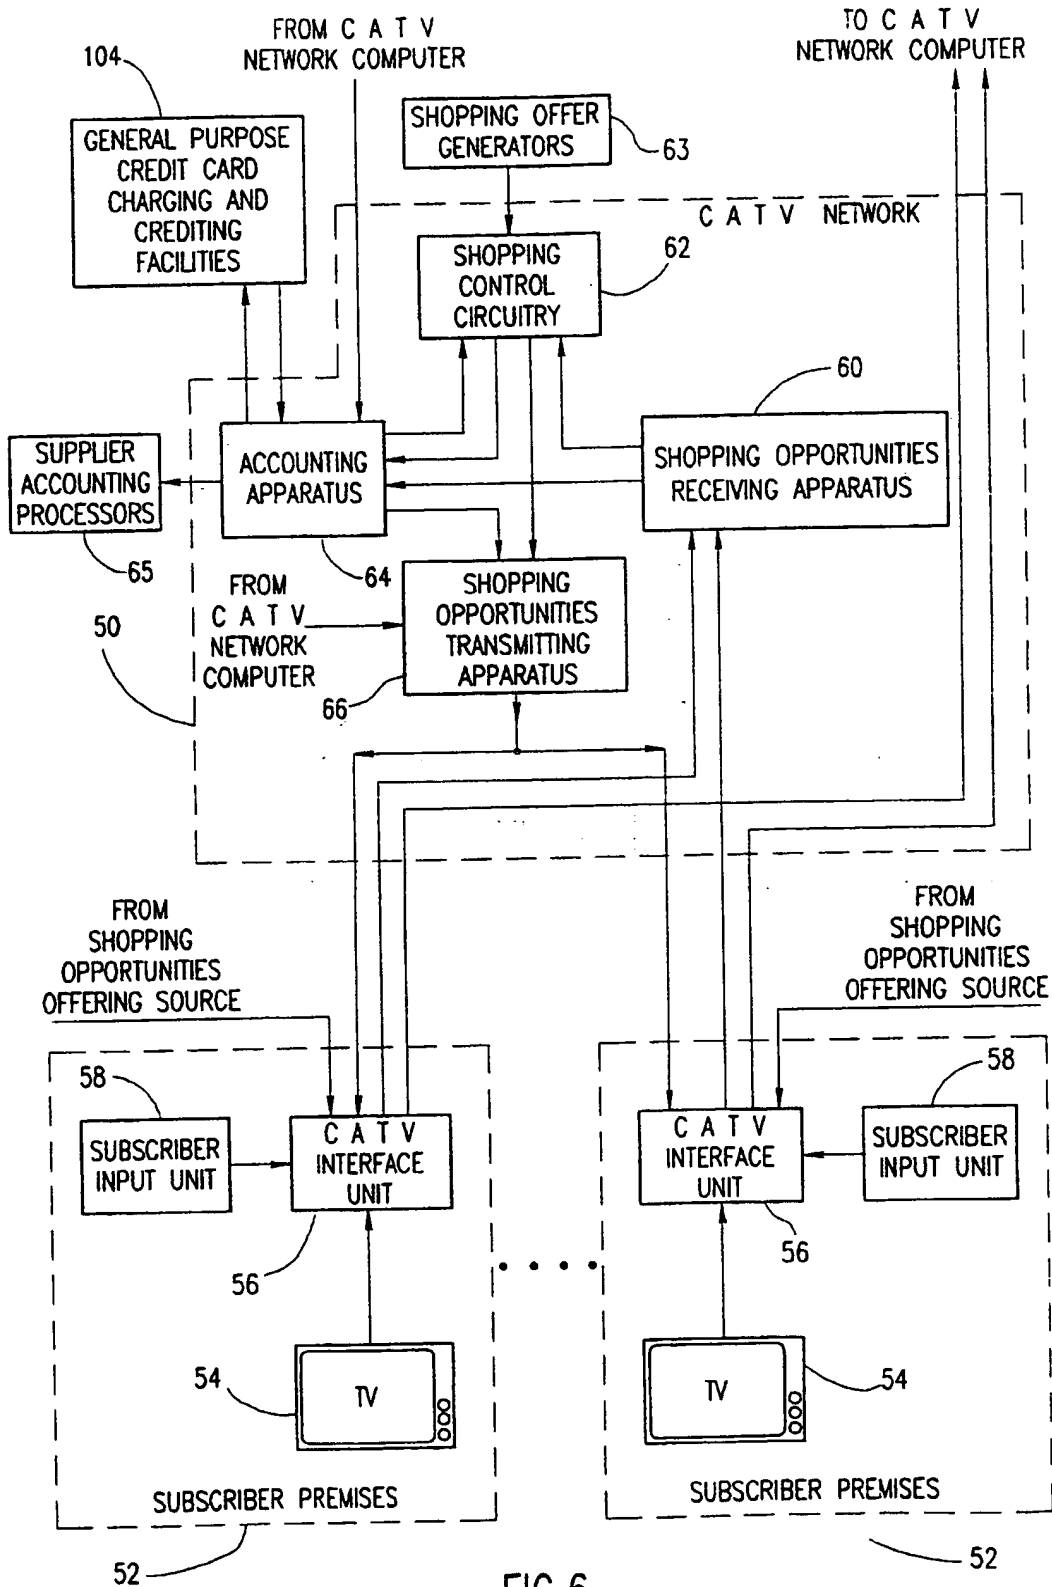 FROM C A T V
NETWORK COMPUTER
TO C A T V
NETWORK COMPUTER
104
SHOPPING OFFER
GENERATORS
63
GENERAL PURPOSE
CREDIT CARD
CHARGING AND
CREDITING
FACILITIES
C A T V NETWORK
SHOPPING
CONTROL
CIRCUITRY
62
60
SUPPLIER
ACCOUNTING
PROCESSORS
65
ACCOUNTING
APPARATUS
64
SHOPPING OPPORTUNITIES
RECEIVING APPARATUS
FROM
C A T V
NETWORK
COMPUTER
50
SHOPPING
OPPORTUNITIES
TRANSMITTING
APPARATUS
66
FROM
SHOPPING
OPPORTUNITIES
OFFERING SOURCE
FROM
SHOPPING
OPPORTUNITIES
OFFERING SOURCE
58
SUBSCRIBER
INPUT UNIT
C A T V
INTERFACE
UNIT
56
54
TV
SUBSCRIBER PREMISES
52
C A T V
INTERFACE
UNIT
56
58
SUBSCRIBER
INPUT UNIT
TV
54
SUBSCRIBER PREMISES
52
FIG. 6